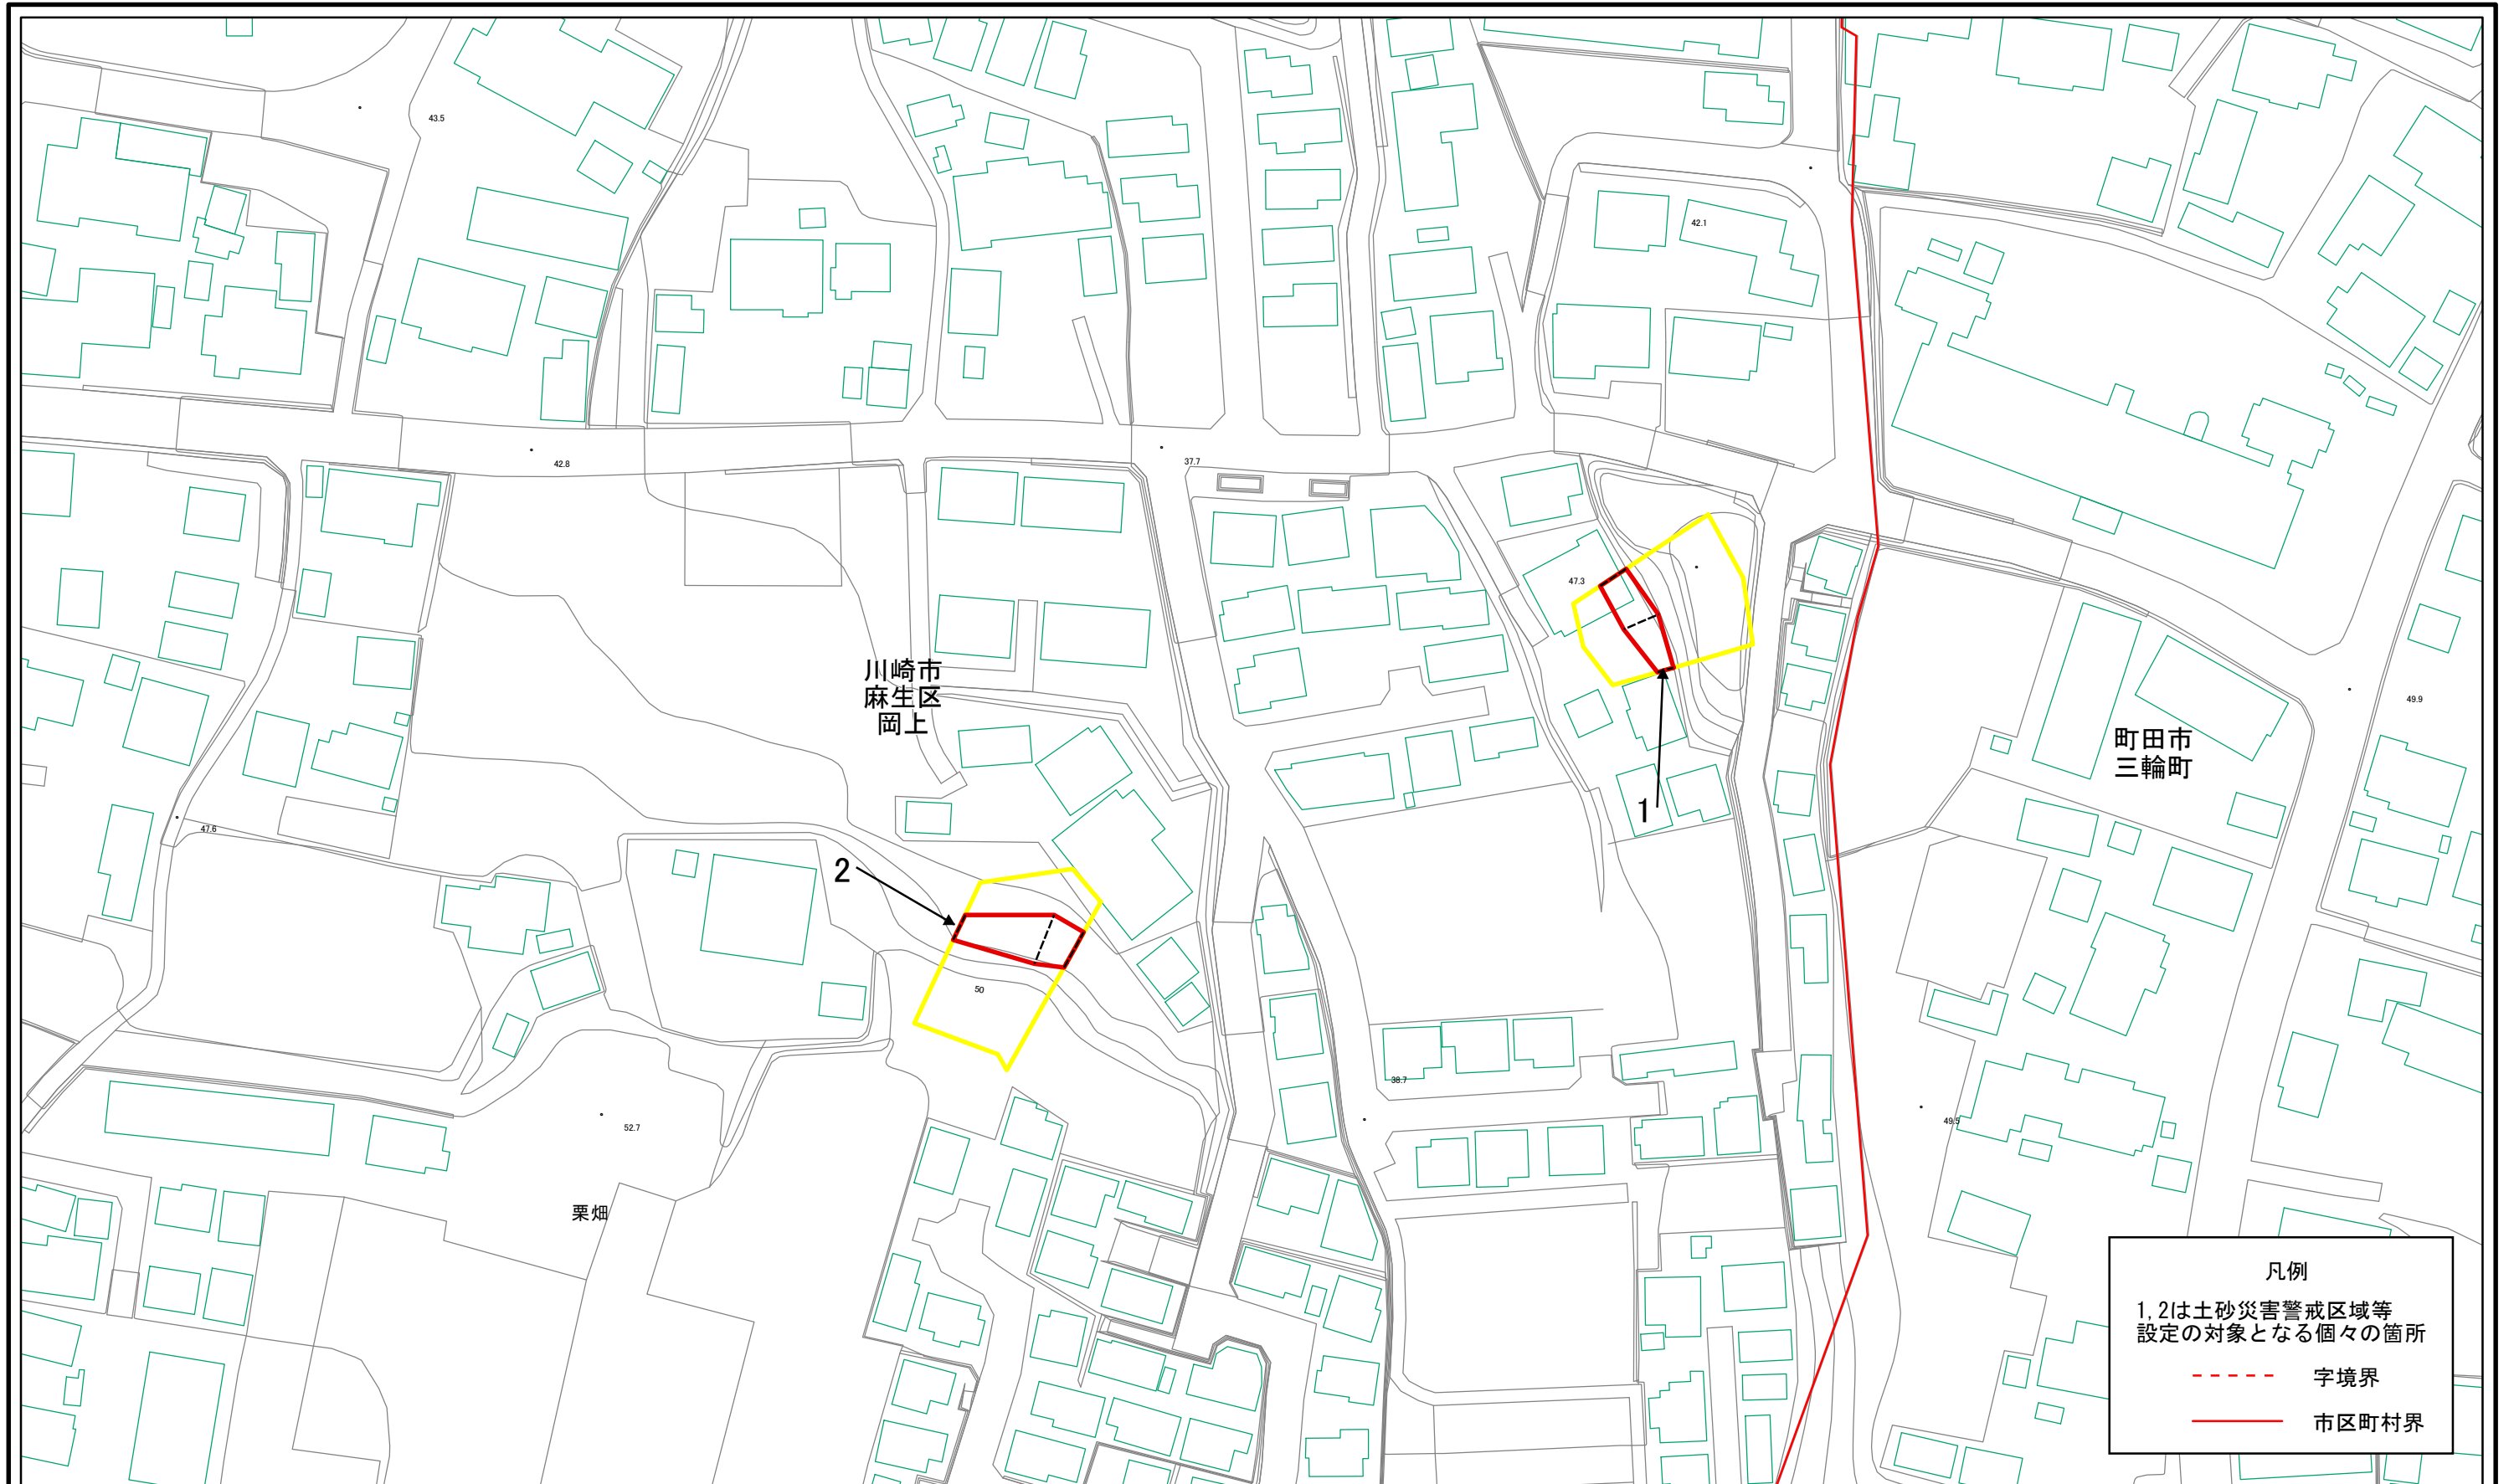 43.5
42.1
42.8
37.7
47.3
川崎市
麻生区
岡上
49.9
町田市
三輪町
1
47.6
2
50
38.7
49.5
52.7
栗畑
凡例
1,2は土砂災害警戒区域等
設定の対象となる個々の箇所
字境界
市区町村界